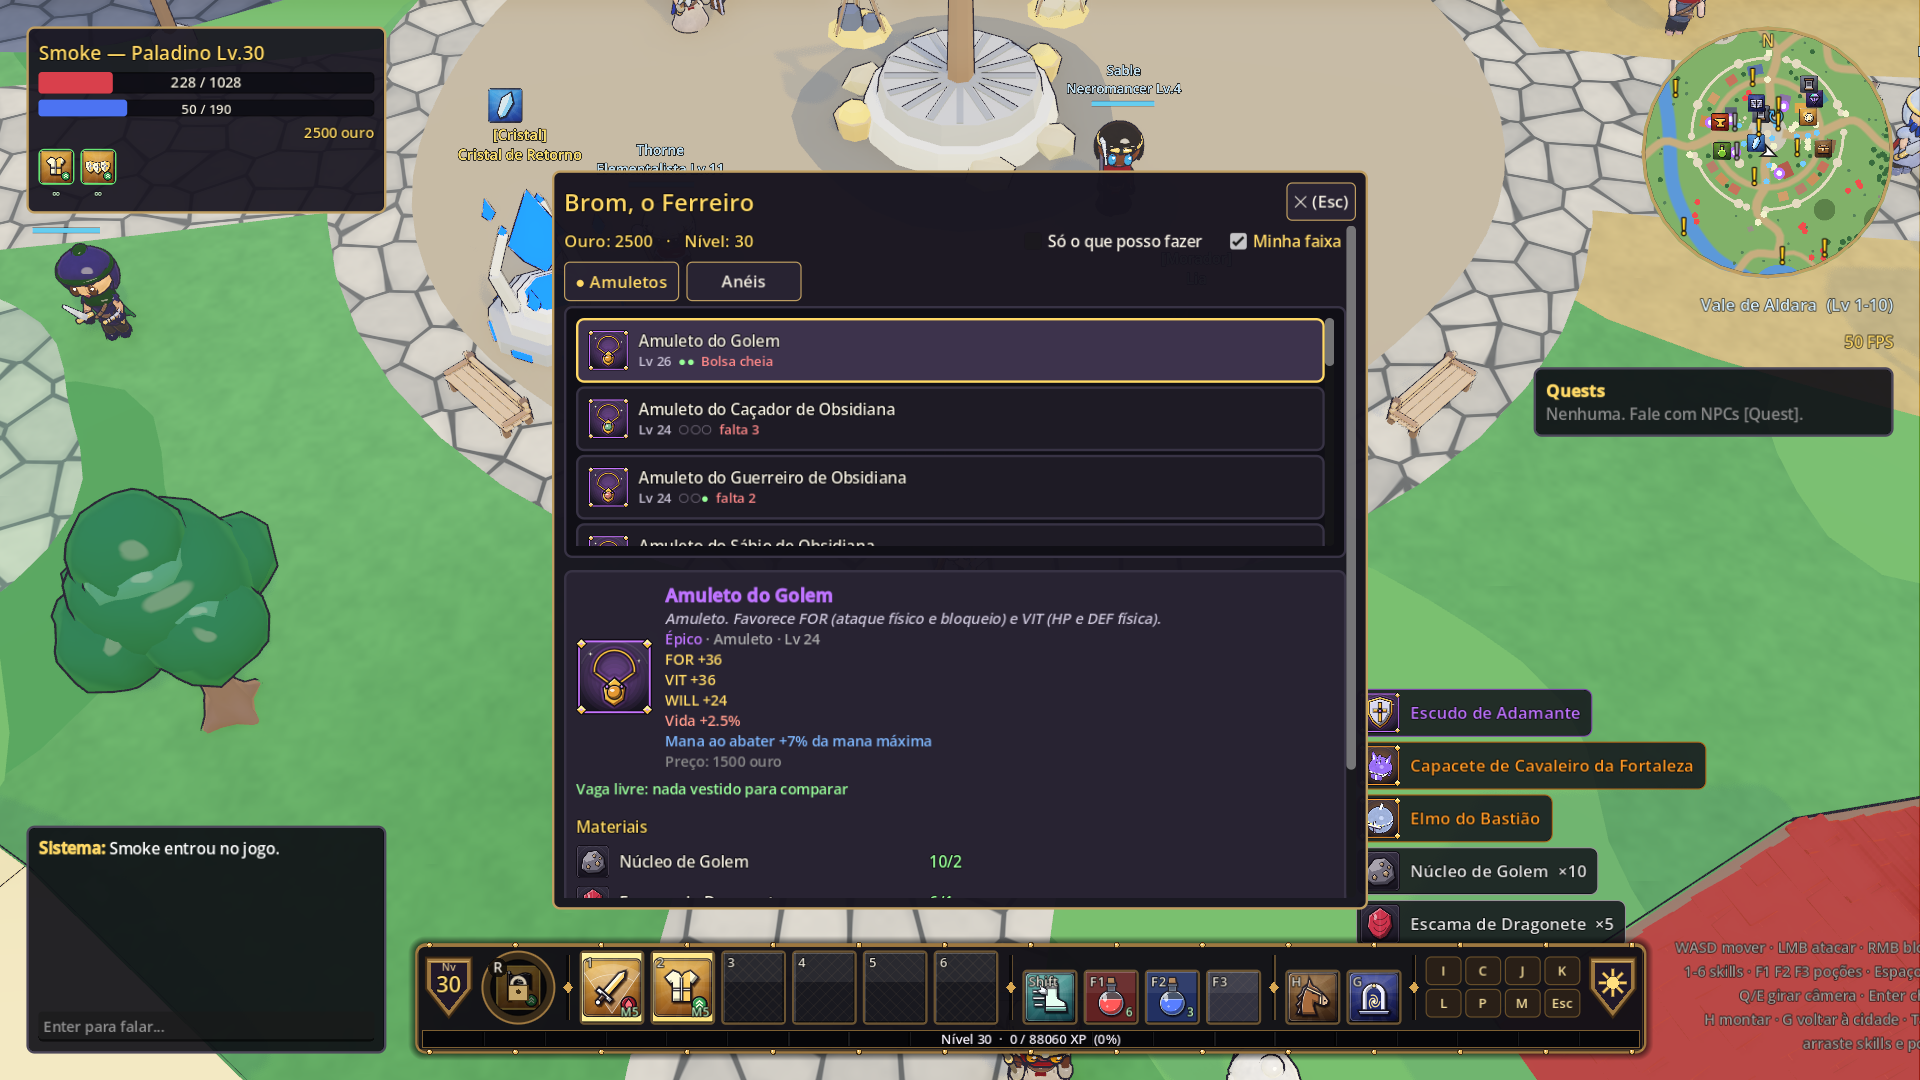 Smoke — Paladino Lv.30
228 / 1028
50 / 190
2500 ouro
∞
∞
[Cristal]
Cristal de Retorno
Thorne
Elementalista Lv.11
Sable
Necromancer Lv.4
N
Vale de Aldara (Lv 1-10)
50 FPS
Quests
Nenhuma. Fale com NPCs [Quest].
Brom, o Ferreiro
(Esc)
Ouro: 2500 · Nível: 30
Só o que posso fazer
Minha faixa
• Amuletos
Anéis
Amuleto do Golem
Lv 26 ●● Bolsa cheia
Amuleto do Caçador de Obsidiana
Lv 24 ○○○ falta 3
Amuleto do Guerreiro de Obsidiana
Lv 24 ○○● falta 2
Amuleto do Sábio de Obsidiana
Amuleto do Golem
Amuleto. Favorece FOR (ataque físico e bloqueio) e VIT (HP e DEF física).
Épico · Amuleto · Lv 24
FOR +36
VIT +36
WILL +24
Vida +2.5%
Mana ao abater +7% da mana máxima
Preço: 1500 ouro
Vaga livre: nada vestido para comparar
Materiais
Núcleo de Golem 10/2
Escudo de Adamante
Capacete de Cavaleiro da Fortaleza
Elmo do Bastião
Núcleo de Golem ×10
Escama de Dragonete ×5
Sistema: Smoke entrou no jogo.
Enter para falar...
Nv
30
R
1
M5
2
M5
3
4
5
6
Shift
F1
6
F2
3
F3
H
G
I
C
J
K
L
P
M
Esc
Nível 30 · 0 / 88060 XP (0%)
WASD mover · LMB atacar · RMB
1-6 skills · F1 F2 F3 poções ·
Q/E girar câmera · Enter
H montar · G voltar à cidade ·
arraste skills e